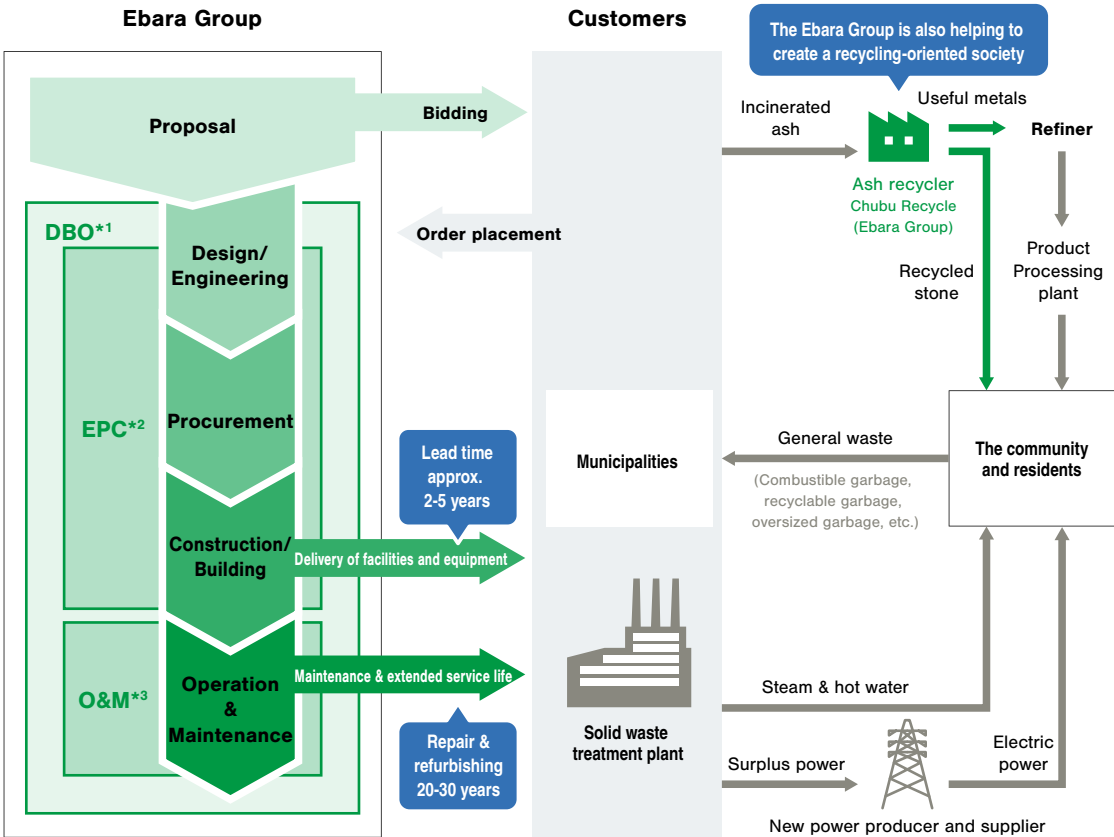 Ebara Group
Proposal
Bidding
Order placement
DBO*1
Design/
Engineering
EPC*2
Procurement
Construction/
Building
Lead time
approx.
2-5 years
Delivery of facilities and equipment
O&M*3
Operation
&
Maintenance
Maintenance & extended service life
Repair &
refurbishing
20-30 years
Customers
Municipalities
Solid waste
treatment plant
The Ebara Group is also helping to
create a recycling-oriented society
Incinerated
ash
Useful metals
Refiner
Ash recycler
Chubu Recycle
(Ebara Group)
Recycled
stone
Product
Processing
plant
General waste
(Combustible garbage,
recyclable garbage,
oversized garbage, etc.)
The community
and residents
Steam & hot water
Surplus power
Electric
power
New power producer and supplier